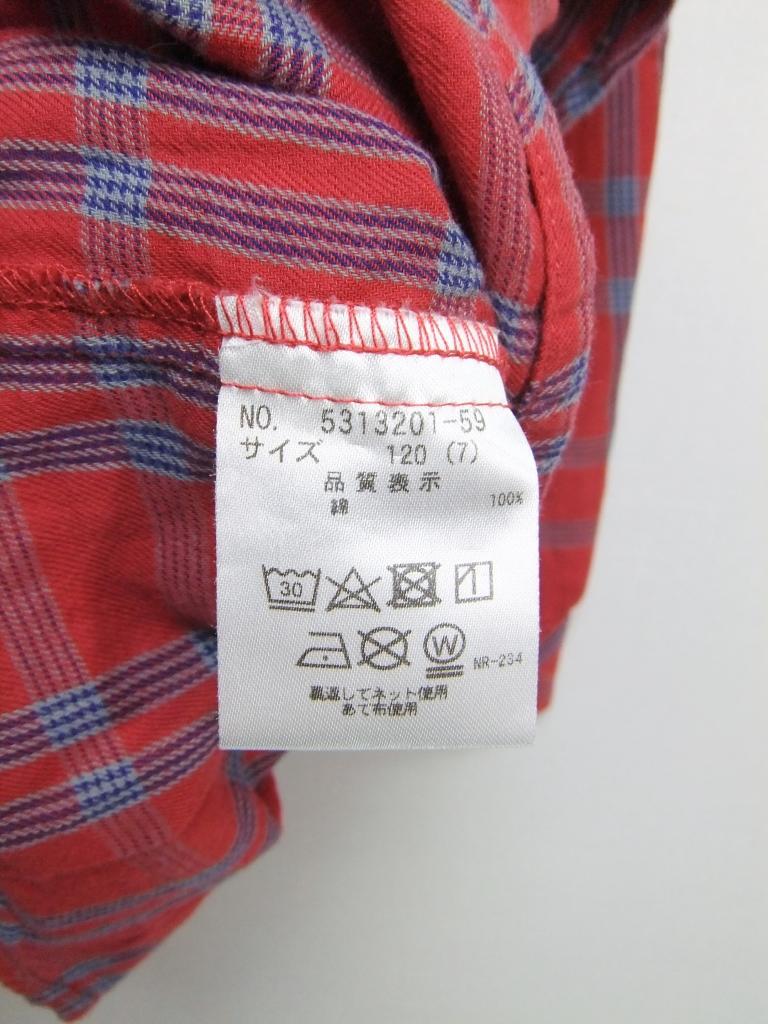 NO. 5313201-59
サイズ 120 (7)
品質表示
綿 100%
30
W
NR-234
裏返してネット使用
あて布使用